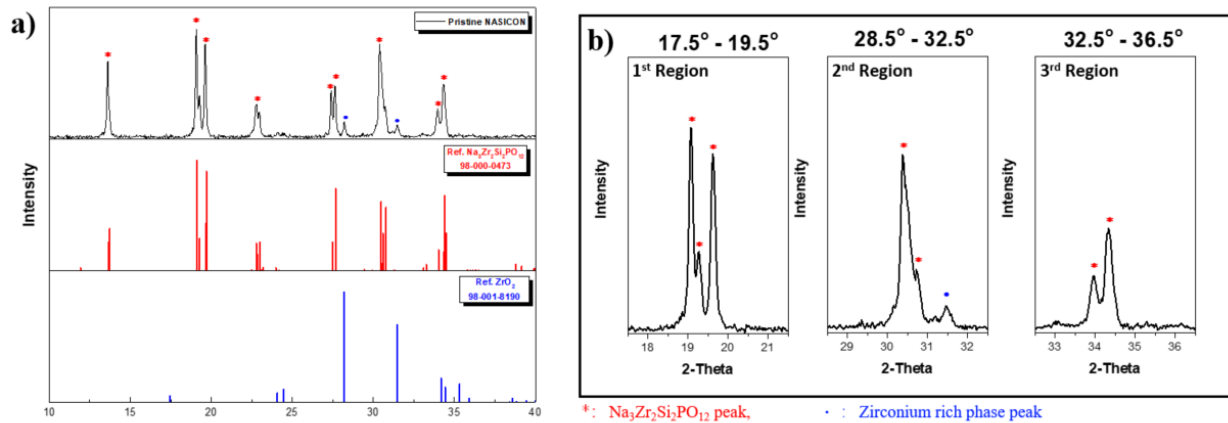 a)
Pristine NASICON
Ref. Na₃Zr₂Si₂PO₁₂
98-000-0473
Ref. ZrO₂
98-001-8190
Intensity
10 15 20 25 30 35 40
b)
17.5° - 19.5°
28.5° - 32.5°
32.5° - 36.5°
1st Region
2nd Region
3rd Region
Intensity
Intensity
Intensity
18 19 20 21
29 30 31 32
33 34 35 36
2-Theta
2-Theta
2-Theta
*: Na₃Zr₂Si₂PO₁₂ peak, · : Zirconium rich phase peak